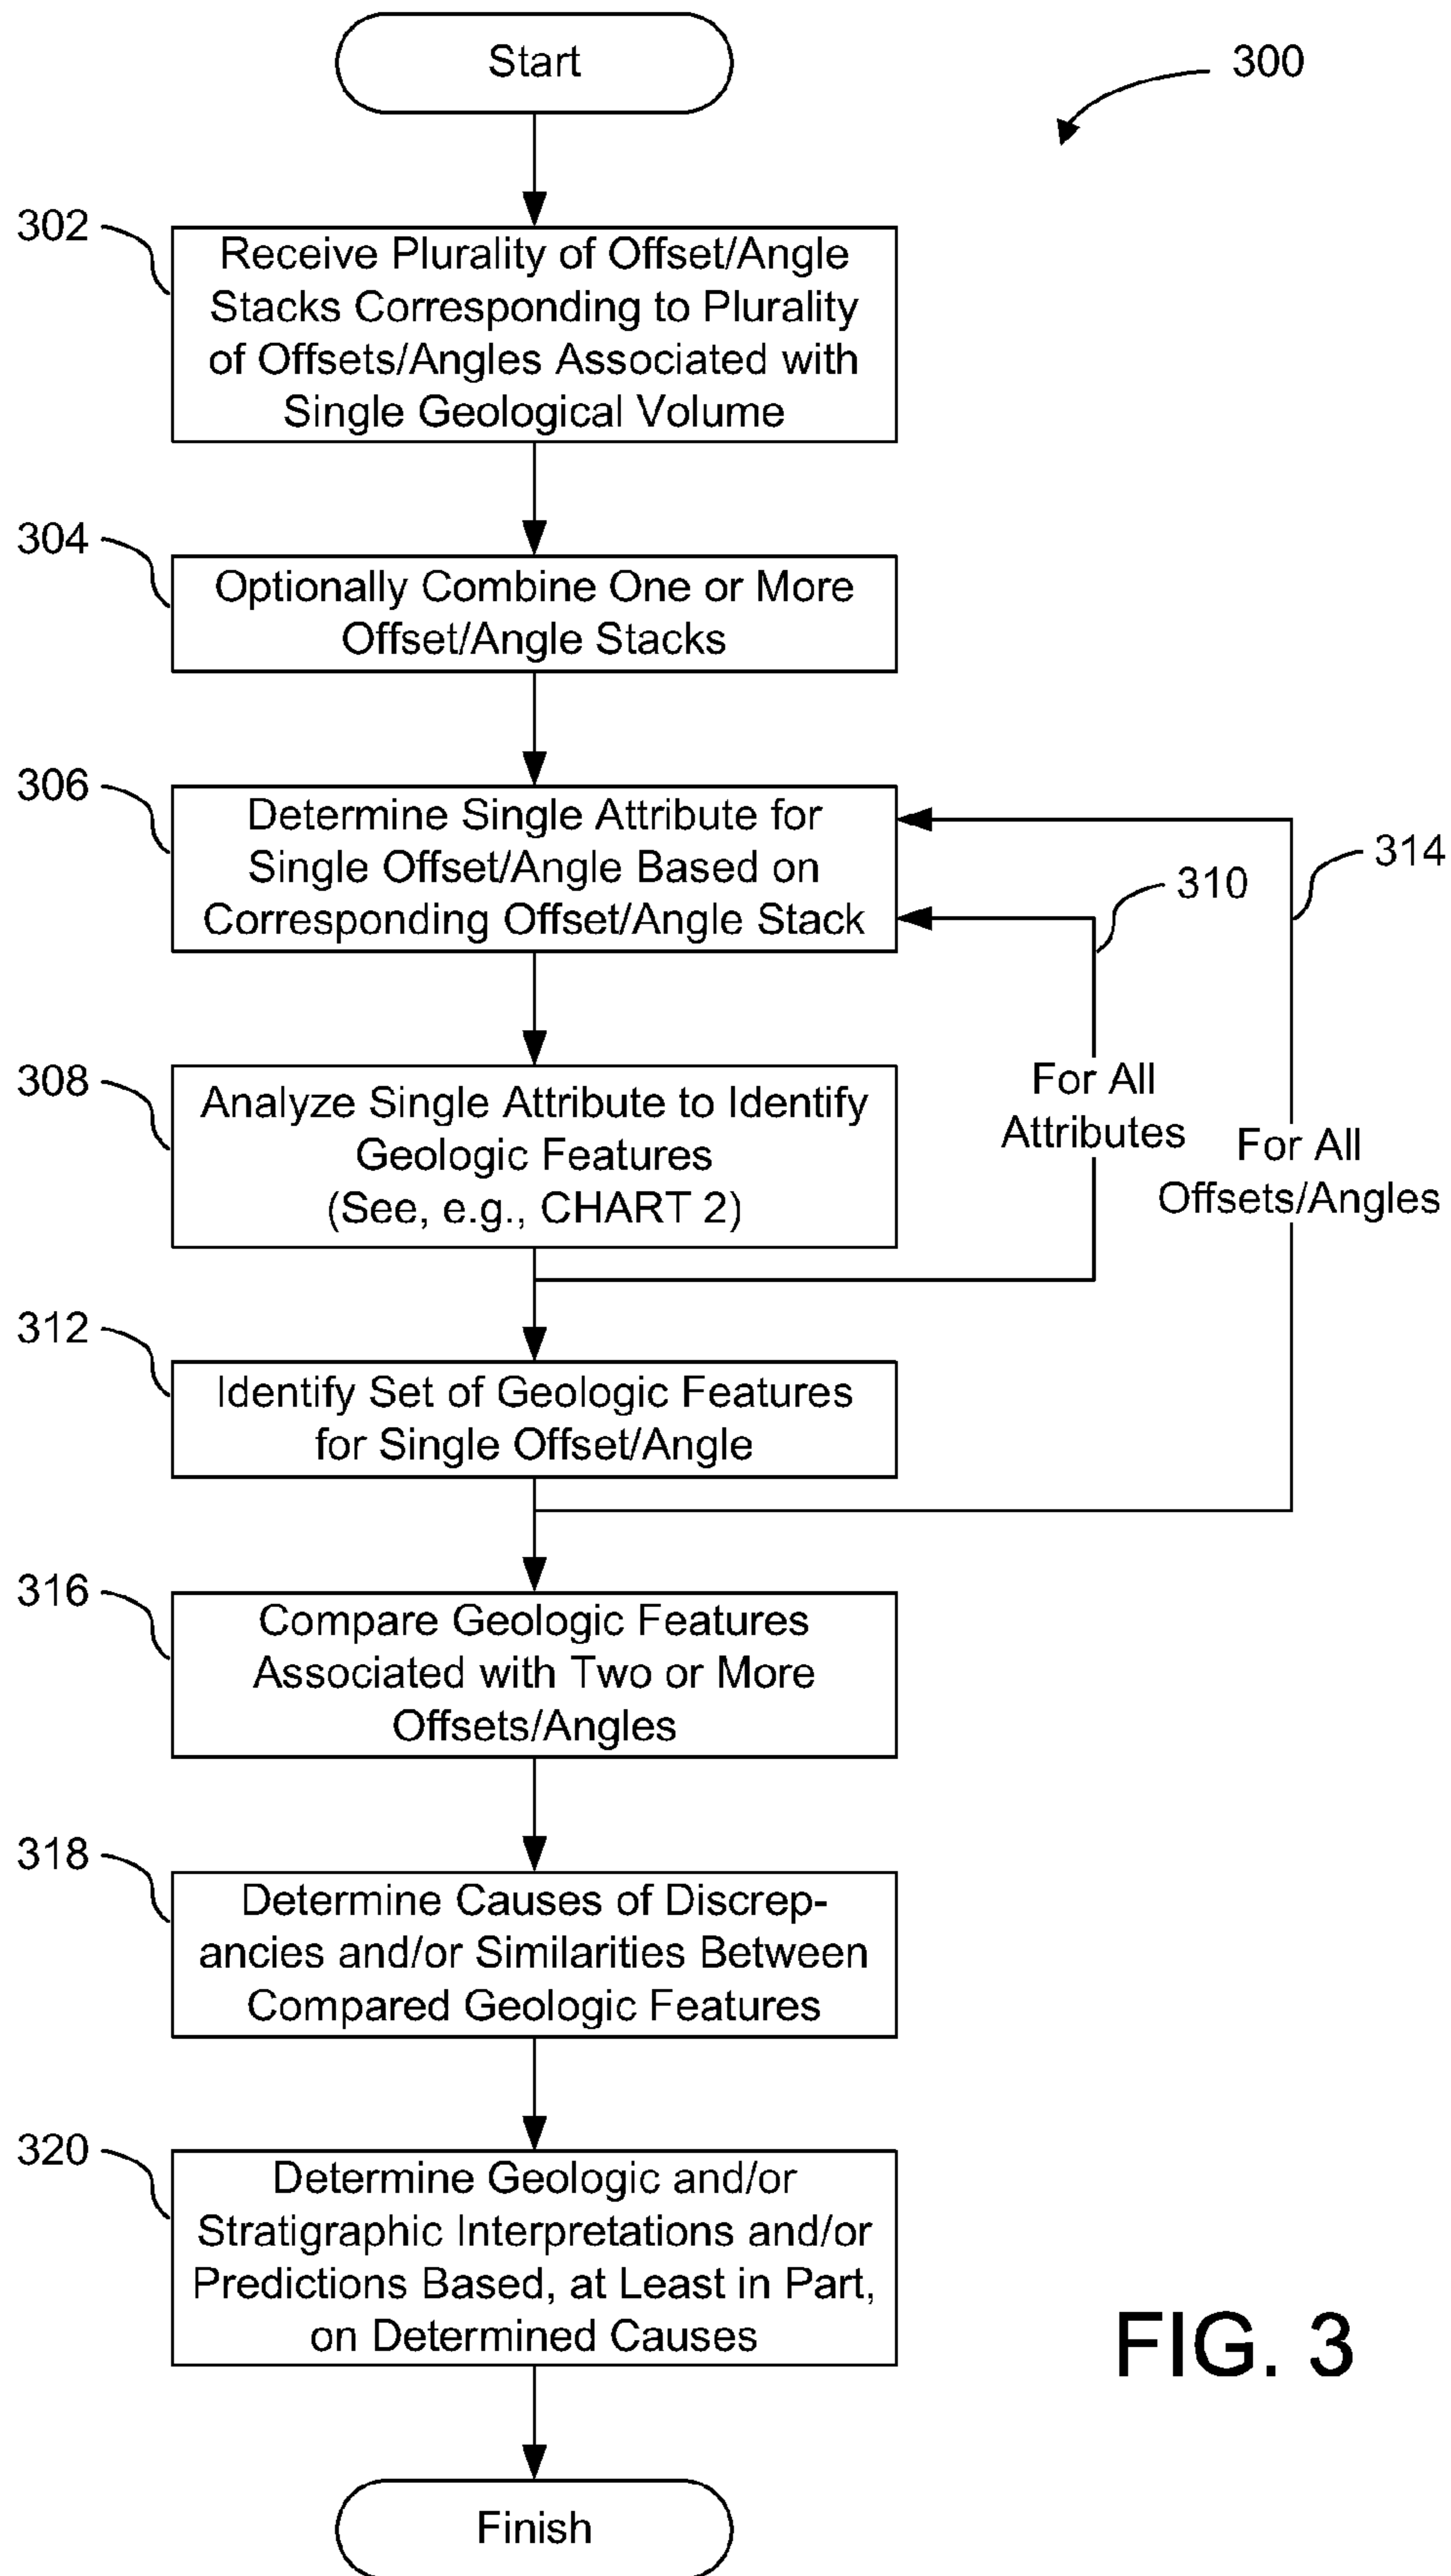 Start
300
302
Receive Plurality of Offset/Angle
Stacks Corresponding to Plurality
of Offsets/Angles Associated with
Single Geological Volume
304
Optionally Combine One or More
Offset/Angle Stacks
306
Determine Single Attribute for
Single Offset/Angle Based on
Corresponding Offset/Angle Stack
310
314
308
Analyze Single Attribute to Identify
Geologic Features
(See, e.g., CHART 2)
For All
Attributes
For All
Offsets/Angles
312
Identify Set of Geologic Features
for Single Offset/Angle
316
Compare Geologic Features
Associated with Two or More
Offsets/Angles
318
Determine Causes of Discrep-
ancies and/or Similarities Between
Compared Geologic Features
320
Determine Geologic and/or
Stratigraphic Interpretations and/or
Predictions Based, at Least in Part,
on Determined Causes
FIG. 3
Finish